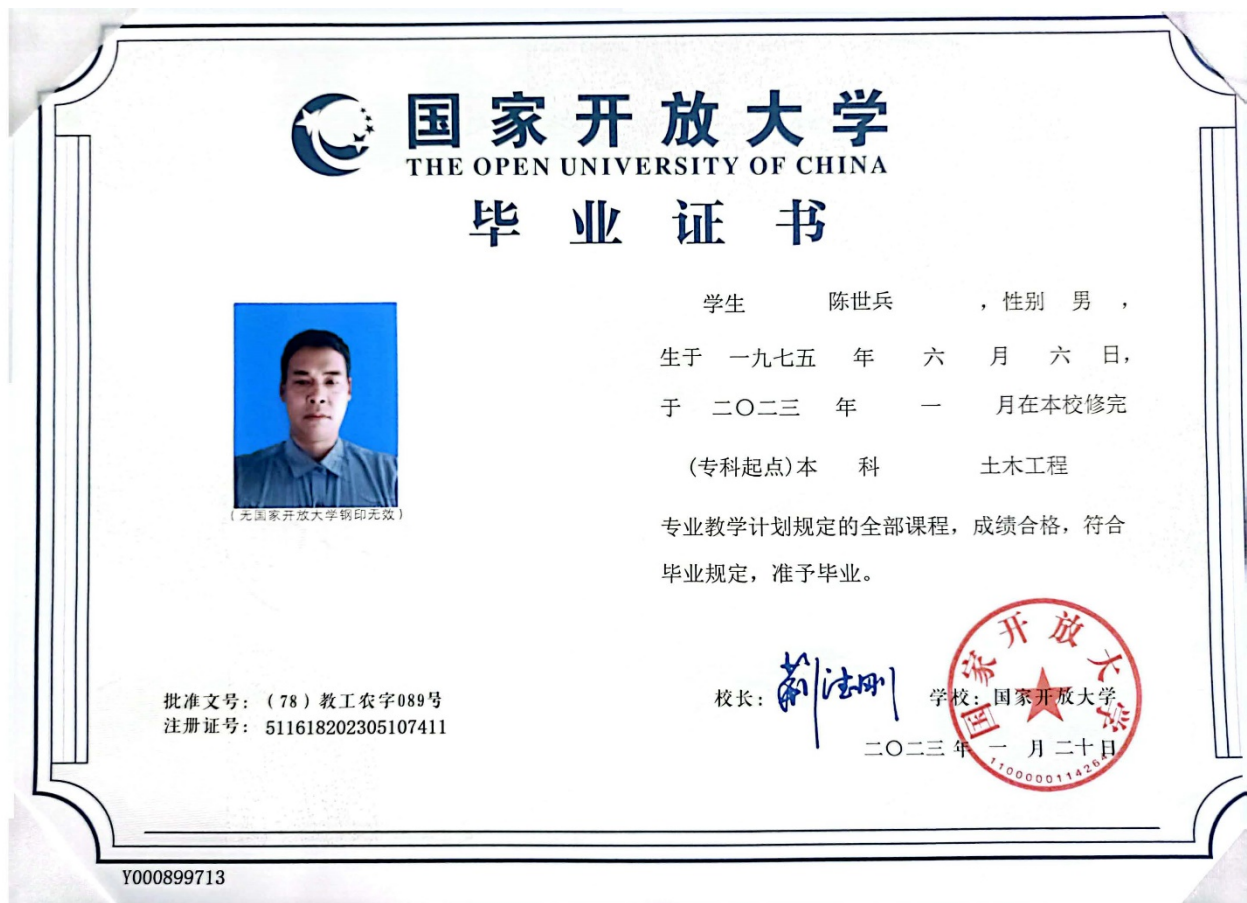 国家开放大学
THE OPEN UNIVERSITY OF CHINA
毕业证书
学生 陈世兵 ，性别 男 ，
生于 一九七五 年 六 月 六 日，
于 二〇二三 年 一 月在本校修完
(专科起点)本 科 土木工程
专业教学计划规定的全部课程，成绩合格，符合
毕业规定，准予毕业。
(无国家开放大学钢印无效)
批准文号：(78)教工农字089号
注册证号：511618202305107411
校长：荆德刚 学校：国家开放大学
二〇二三 年 一 月 二十 日
国家开放大学
1100000114264
Y000899713